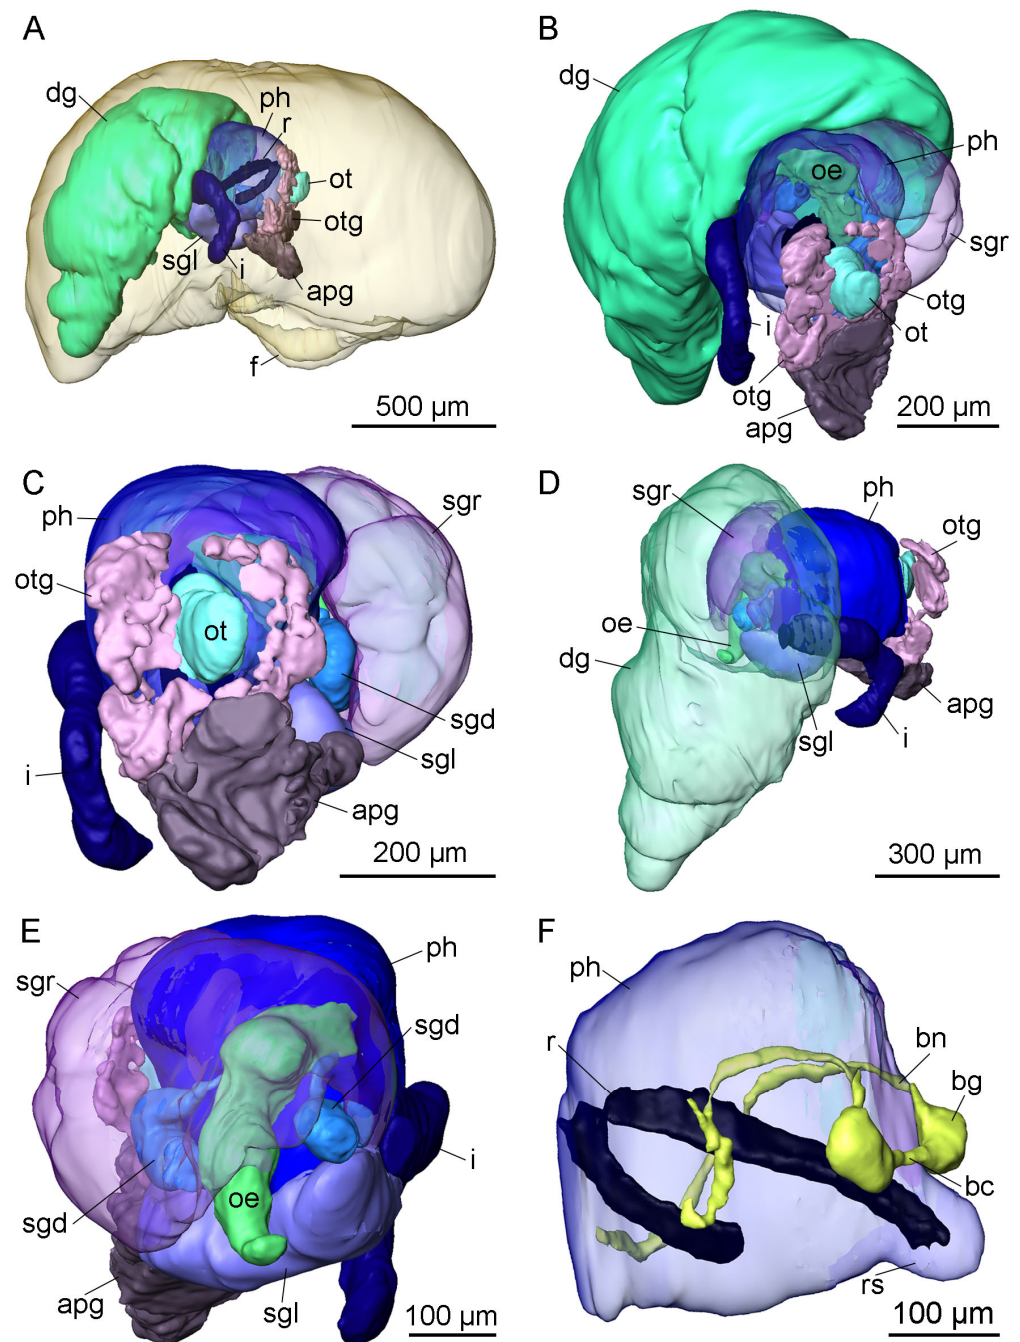 A
dg
ph
r
ot
otg
sgl
i
apg
f
500 µm
B
dg
ph
oe
sgr
otg
ot
i
otg
apg
200 µm
C
sgr
ph
otg
ot
sgd
sgl
i
apg
200 µm
D
sgr
ph
otg
oe
dg
apg
sgl
i
300 µm
E
ph
sgr
sgd
i
oe
sgd
apg
sgl
100 µm
F
ph
r
bn
bg
bc
rs
100 µm